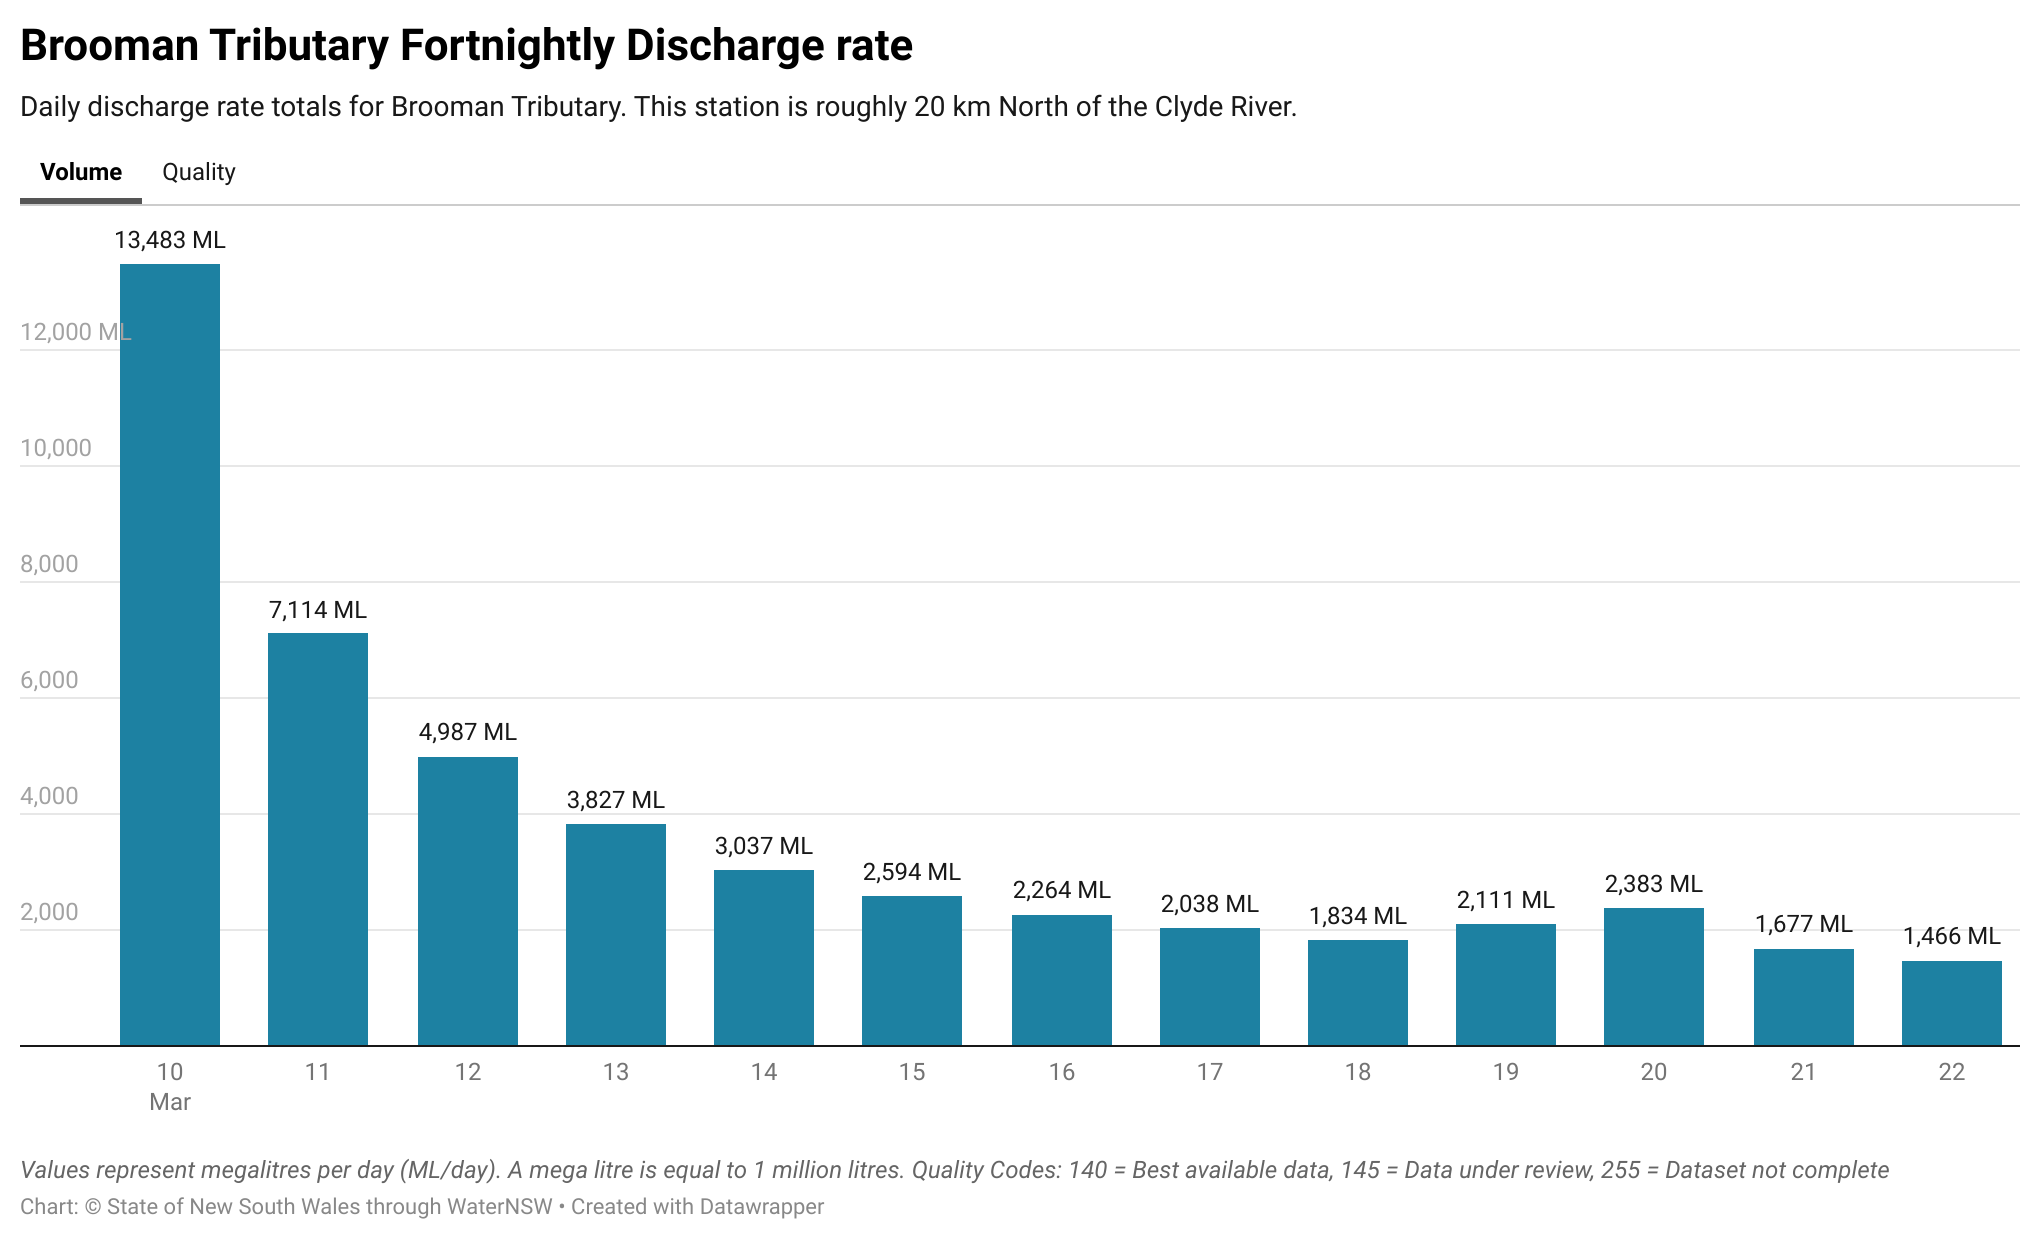 Brooman Tributary Fortnightly Discharge rate
Daily discharge rate totals for Brooman Tributary. This station is roughly 20 km North of the Clyde River.
Volume Quality
13,483 ML
12,000 ML
10,000
8,000
7,114 ML
6,000
4,987 ML
4,000
3,827 ML
3,037 ML
2,594 ML
2,264 ML
2,038 ML
1,834 ML
2,111 ML
2,383 ML
1,677 ML
1,466 ML
2,000
10 11 12 13 14 15 16 17 18 19 20 21 22
Mar
Values represent megalitres per day (ML/day). A mega litre is equal to 1 million litres. Quality Codes: 140 = Best available data, 145 = Data under review, 255 = Dataset not complete
Chart: © State of New South Wales through WaterNSW • Created with Datawrapper